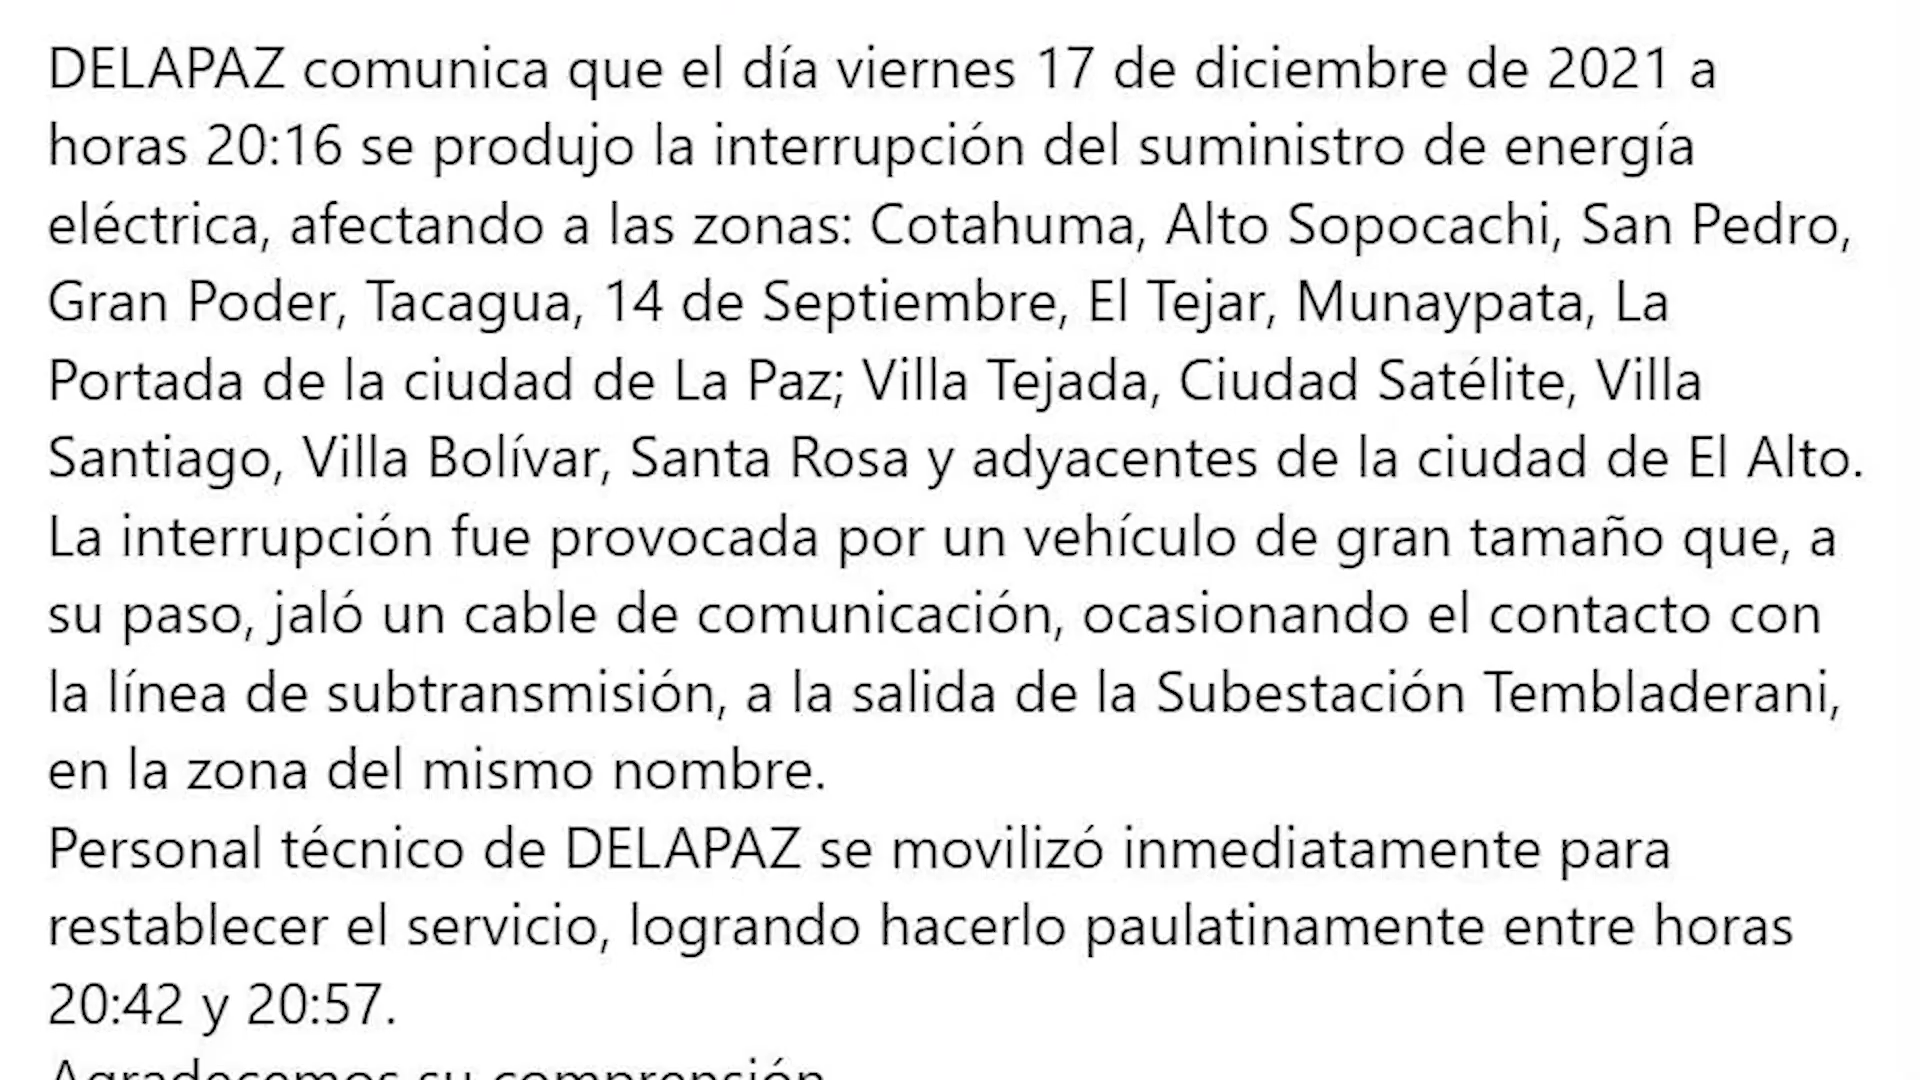 DELAPAZ comunica que el día viernes 17 de diciembre de 2021 a
horas 20:16 se produjo la interrupción del suministro de energía
eléctrica, afectando a las zonas: Cotahuma, Alto Sopocachi, San Pedro,
Gran Poder, Tacagua, 14 de Septiembre, El Tejar, Munaypata, La
Portada de la ciudad de La Paz; Villa Tejada, Ciudad Satélite, Villa
Santiago, Villa Bolívar, Santa Rosa y adyacentes de la ciudad de El Alto.
La interrupción fue provocada por un vehículo de gran tamaño que, a
su paso, jaló un cable de comunicación, ocasionando el contacto con
la línea de subtransmisión, a la salida de la Subestación Tembladerani,
en la zona del mismo nombre.
Personal técnico de DELAPAZ se movilizó inmediatamente para
restablecer el servicio, logrando hacerlo paulatinamente entre horas
20:42 y 20:57.
Agradecemos su comprensión